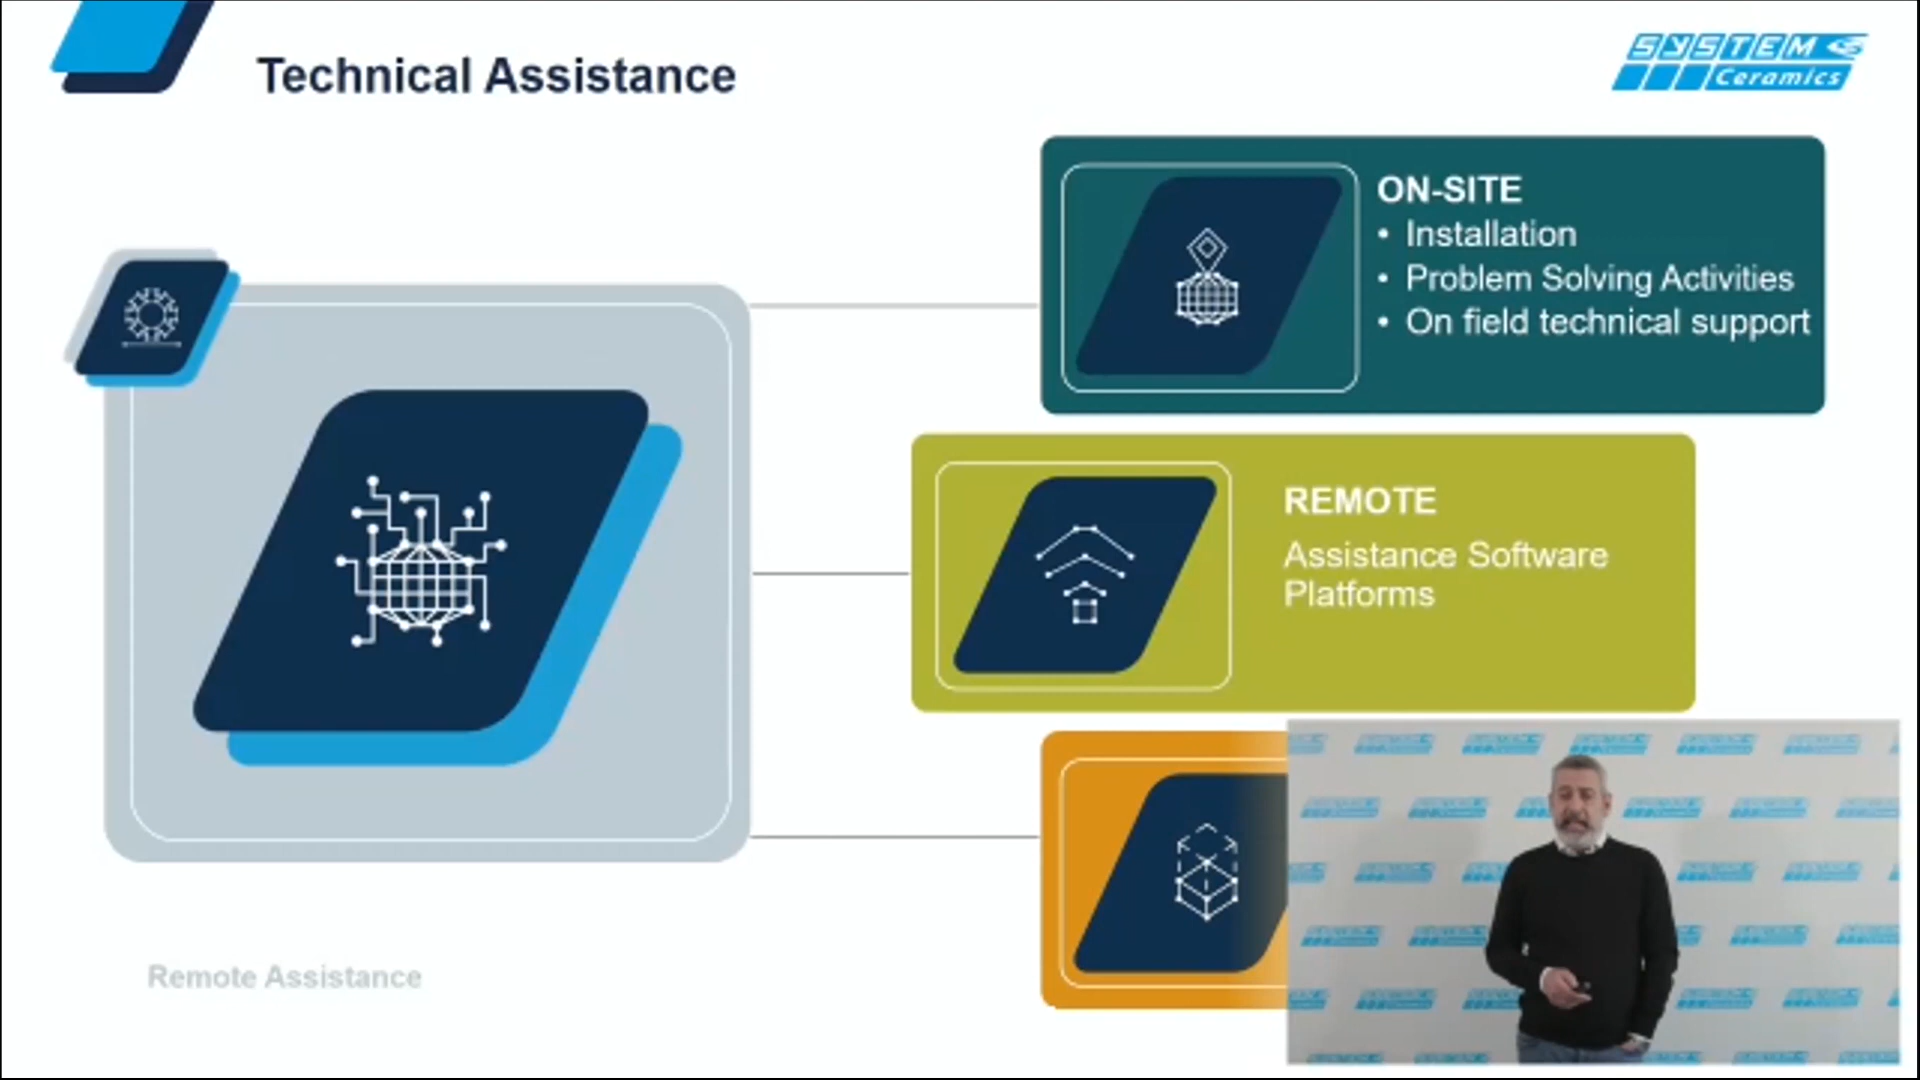 Technical Assistance
SYSTEM
Ceramics
ON-SITE
• Installation
• Problem Solving Activities
• On field technical support
REMOTE
Assistance Software
Platforms
Remote Assistance